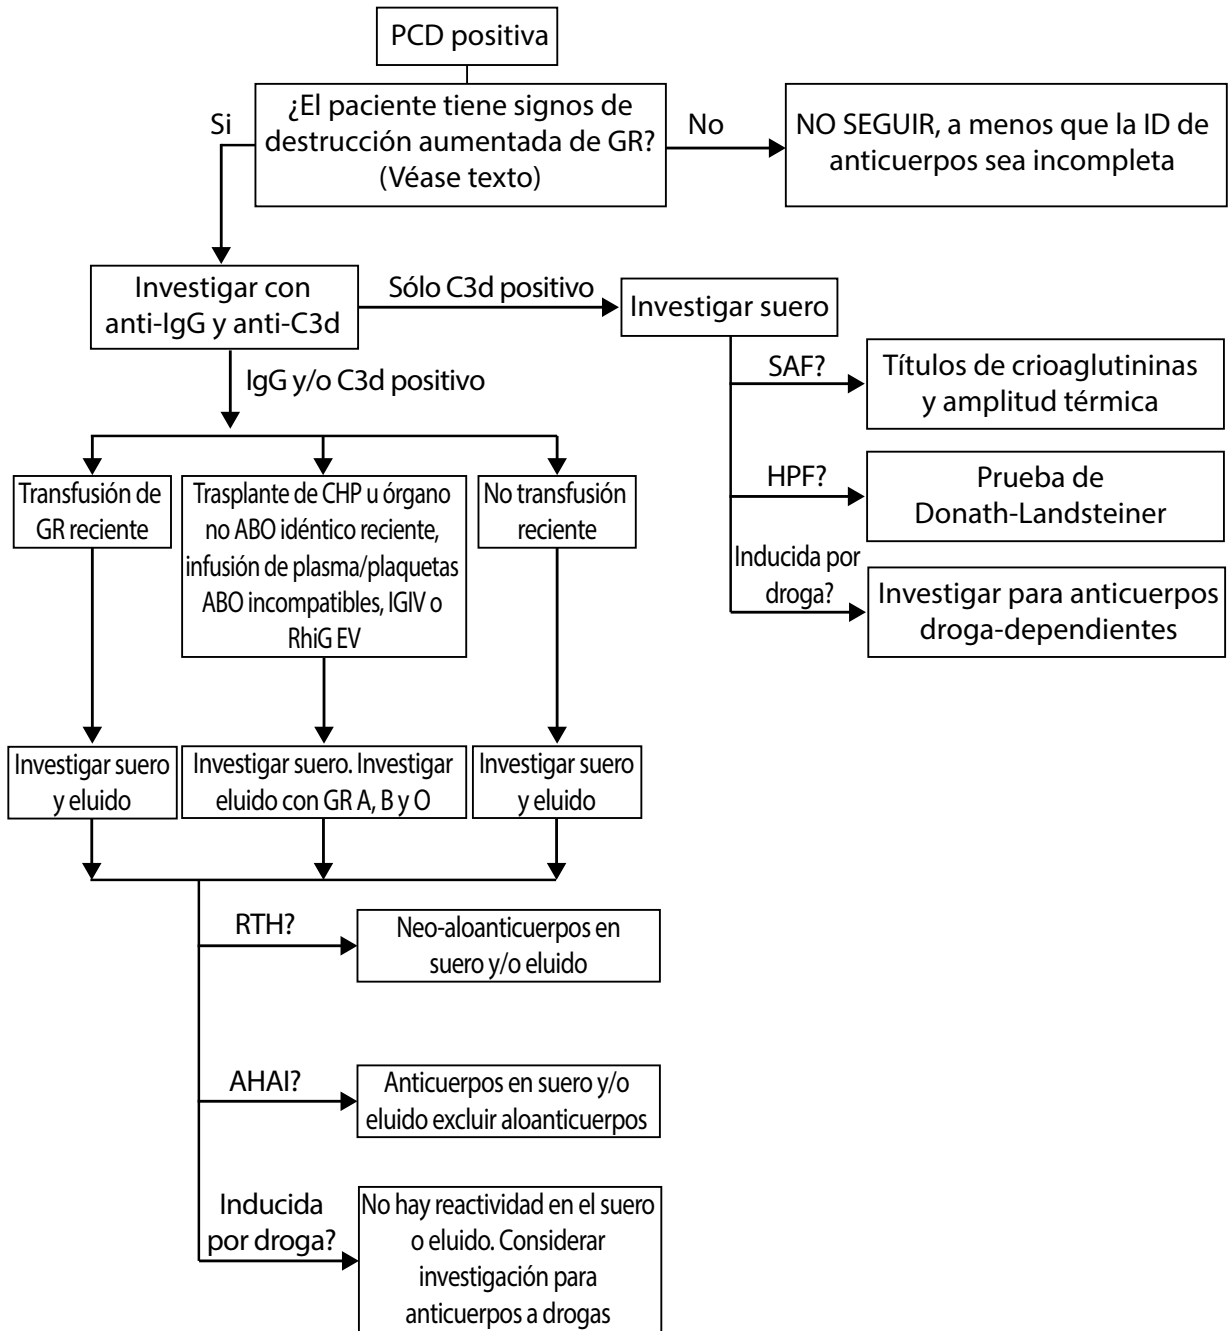 PCD positiva
¿El paciente tiene signos de
destrucción aumentada de GR?
(Véase texto)
Si
No
NO SEGUIR, a menos que la ID de
anticuerpos sea incompleta
Investigar con
anti-IgG y anti-C3d
Sólo C3d positivo
Investigar suero
SAF?
Títulos de crioaglutininas
y amplitud térmica
HPF?
Prueba de
Donath-Landsteiner
Inducida por
droga?
Investigar para anticuerpos
droga-dependientes
IgG y/o C3d positivo
Transfusión de
GR reciente
Trasplante de CHP u órgano
no ABO idéntico reciente,
infusión de plasma/plaquetas
ABO incompatibles, IGIV o
RhiG EV
No transfusión
reciente
Investigar suero
y eluido
Investigar suero. Investigar
eluido con GR A, B y O
Investigar suero
y eluido
RTH?
Neo-aloanticuerpos en
suero y/o eluido
AHAI?
Anticuerpos en suero y/o
eluido excluir aloanticuerpos
Inducida
por droga?
No hay reactividad en el suero
o eluido. Considerar
investigación para
anticuerpos a drogas